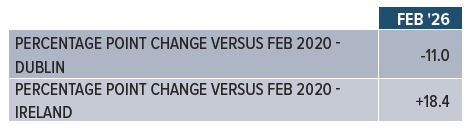 FEB '26
PERCENTAGE POINT CHANGE VERSUS FEB 2020 -
DUBLIN
-11.0
PERCENTAGE POINT CHANGE VERSUS FEB 2020 -
IRELAND
+18.4